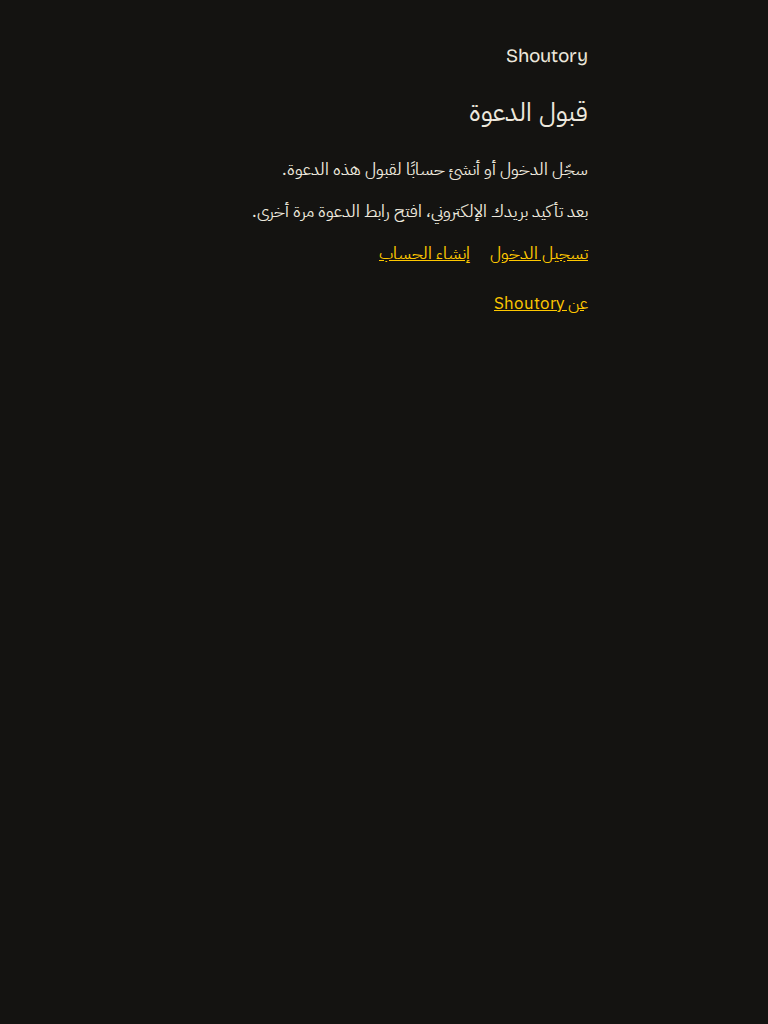 Shoutory
قبول الدعوة
سجّل الدخول أو أنشئ حسابًا لقبول هذه الدعوة.
بعد تأكيد بريدك الإلكتروني، افتح رابط الدعوة مرة أخرى.
تسجيل الدخول إنشاء الحساب
عن Shoutory